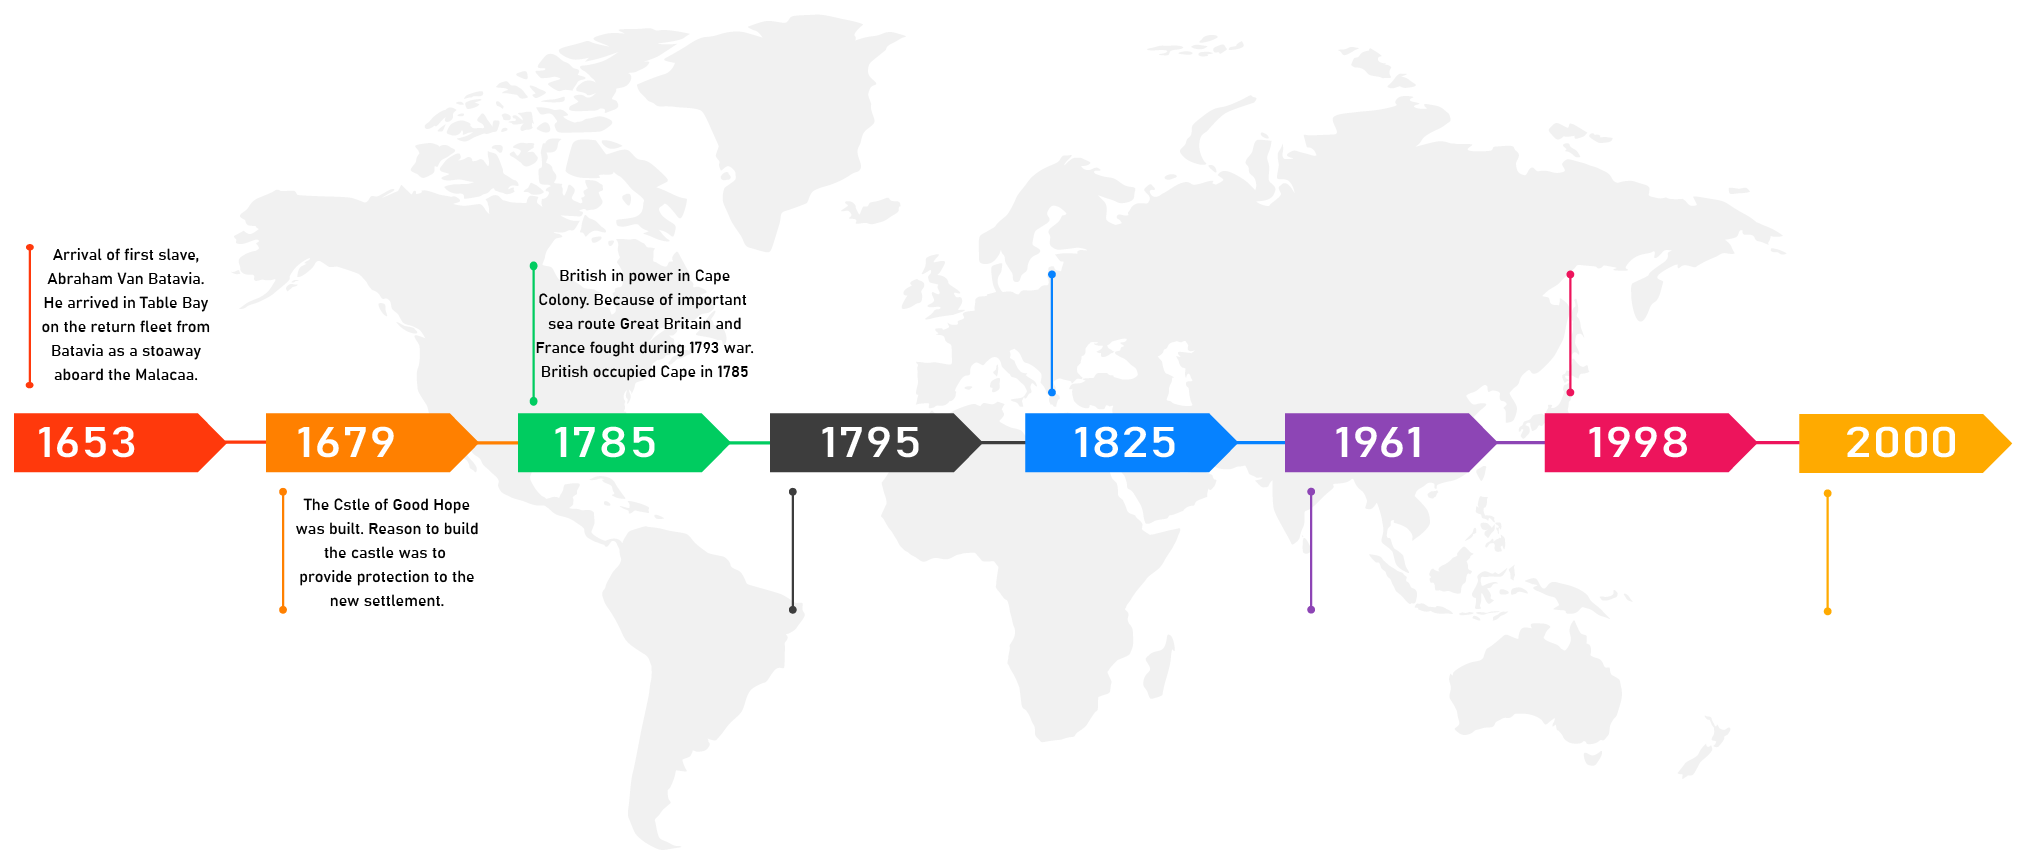 Arrival of first slave,
Abraham Van Batavia.
He arrived in Table Bay
on the return fleet from
Batavia as a stoaway
aboard the Malacaa.
British in power in Cape
Colony. Because of important
sea route Great Britain and
France fought during 1793 war.
British occupied Cape in 1785
1653
1679
1785
1795
1825
1961
1998
2000
The Cstle of Good Hope
was built. Reason to build
the castle was to
provide protection to the
new settlement.